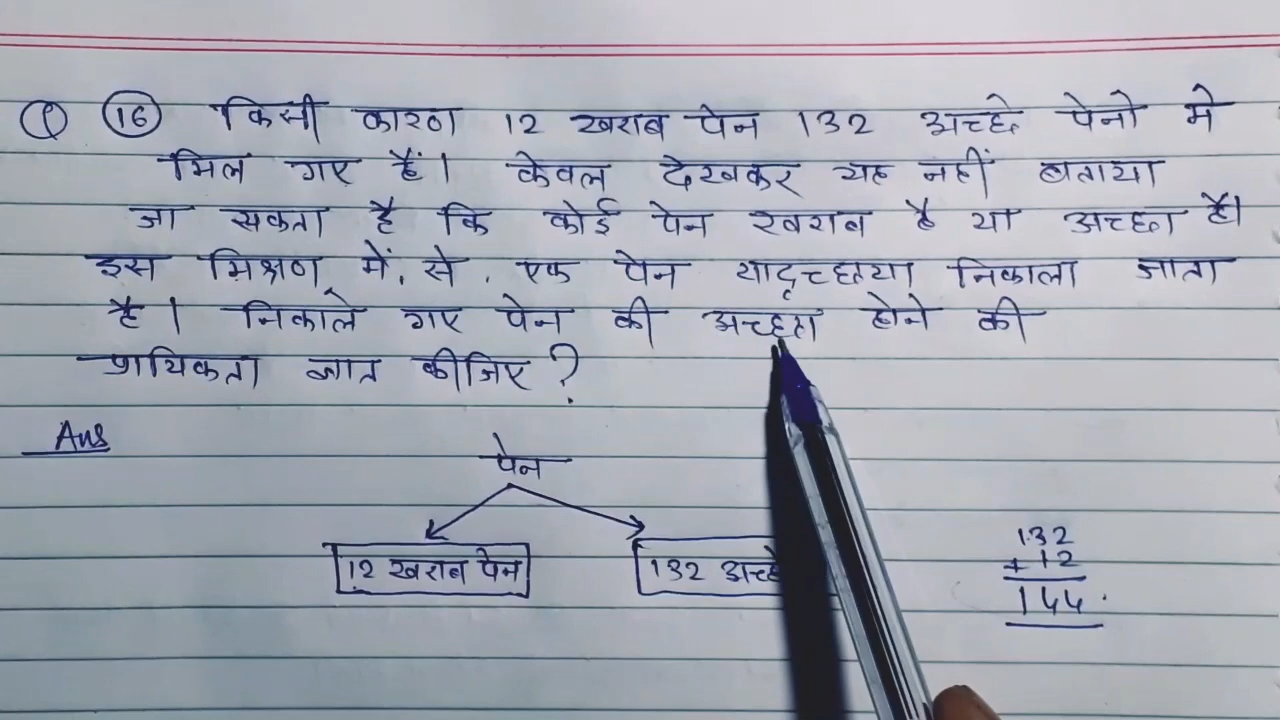 Q 16 किसी कारण 12 खराब पेन 132 अच्छे पेनो मे
मिल गए हैं। केवल देखकर यह नहीं बताया
जा सकता है कि कोई पेन खराब है या अच्छा है।
इस मिश्रण में से एक पेन यादृच्छया निकाला जाता
है। निकाले गए पेन की अच्छा होने की
प्रायिकता ज्ञात कीजिए ?
Ans
पेन
12 खराब पेन
132 अच्छे
132
+ 12
144